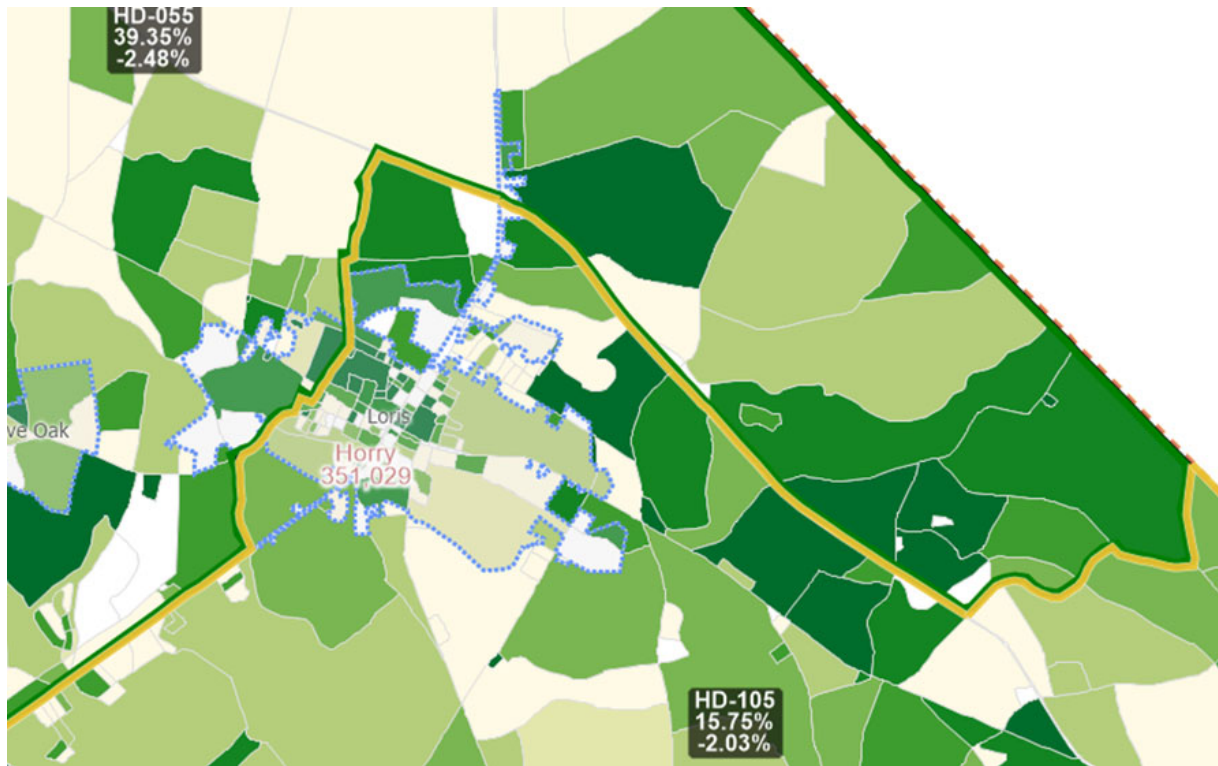 HD-055
39.35%
-2.48%
Loris
ve Oak
Horry
351,029
HD-105
15.75%
-2.03%